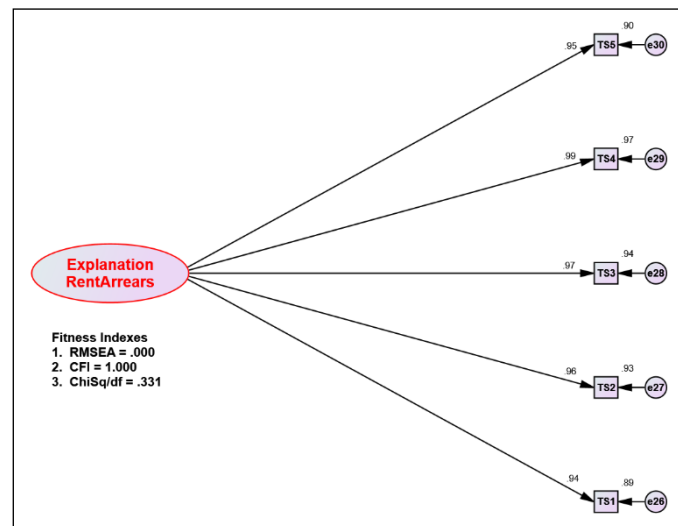 .90
.95
TS5
e30
.97
.99
TS4
e29
.94
Explanation
RentArrears
.97
TS3
e28
Fitness Indexes
1. RMSEA = .000
2. CFI = 1.000
3. ChiSq/df = .331
.93
.96
TS2
e27
.94
.89
TS1
e26